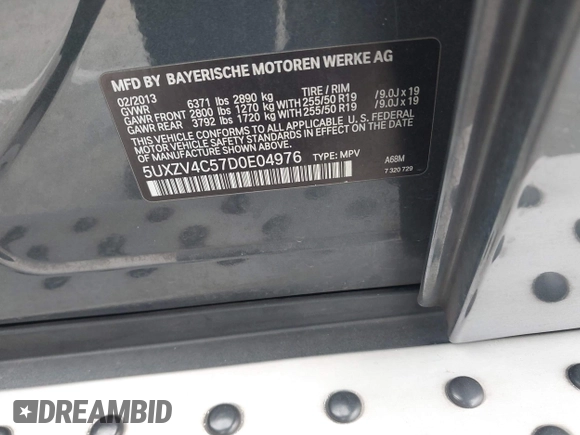 MFD BY BAYERISCHE MOTOREN WERKE AG
02/2013 6371 lbs 2890 kg TIRE / RIM
GVWR
GAWR FRONT 2800 lbs 1270 kg WITH 255/50 R19 /9.0J x 19
GAWR REAR 3792 lbs 1720 kg WITH 255/50 R19 /9.0J x 19
THIS VEHICLE CONFORMS TO ALL APPLICABLE U.S. FEDERAL
MOTOR VEHICLE SAFETY STANDARDS IN EFFECT ON THE DATE
OF MANUFACTURE SHOWN ABOVE.
5UXZV4C57D0E04976 TYPE: MPV A68M
7 320 729
DREAMBID